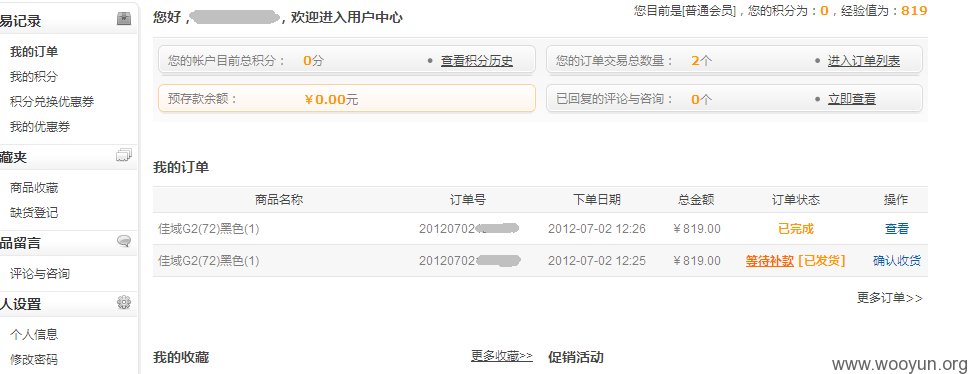 您好，，欢迎进入用户中心
您目前是[普通会员]，您的积分为：0，经验值为：819
易记录
我的订单
我的积分
积分兑换优惠券
我的优惠券
藏夹
商品收藏
缺货登记
品留言
评论与咨询
人设置
个人信息
修改密码
您的帐户目前总积分： 0分 • 查看积分历史
您的订单交易总数量： 2个 • 进入订单列表
预存款余额： ￥0.00元
已回复的评论与咨询： 0个 • 立即查看
我的订单
商品名称 订单号 下单日期 总金额 订单状态 操作
佳域G2(72)黑色(1) 20120702 2012-07-02 12:26 ￥819.00 已完成 查看
佳域G2(72)黑色(1) 20120702 2012-07-02 12:25 ￥819.00 等待补款 [已发货] 确认收货
更多订单>>
我的收藏 更多收藏>> 促销活动
www.wooyun.org